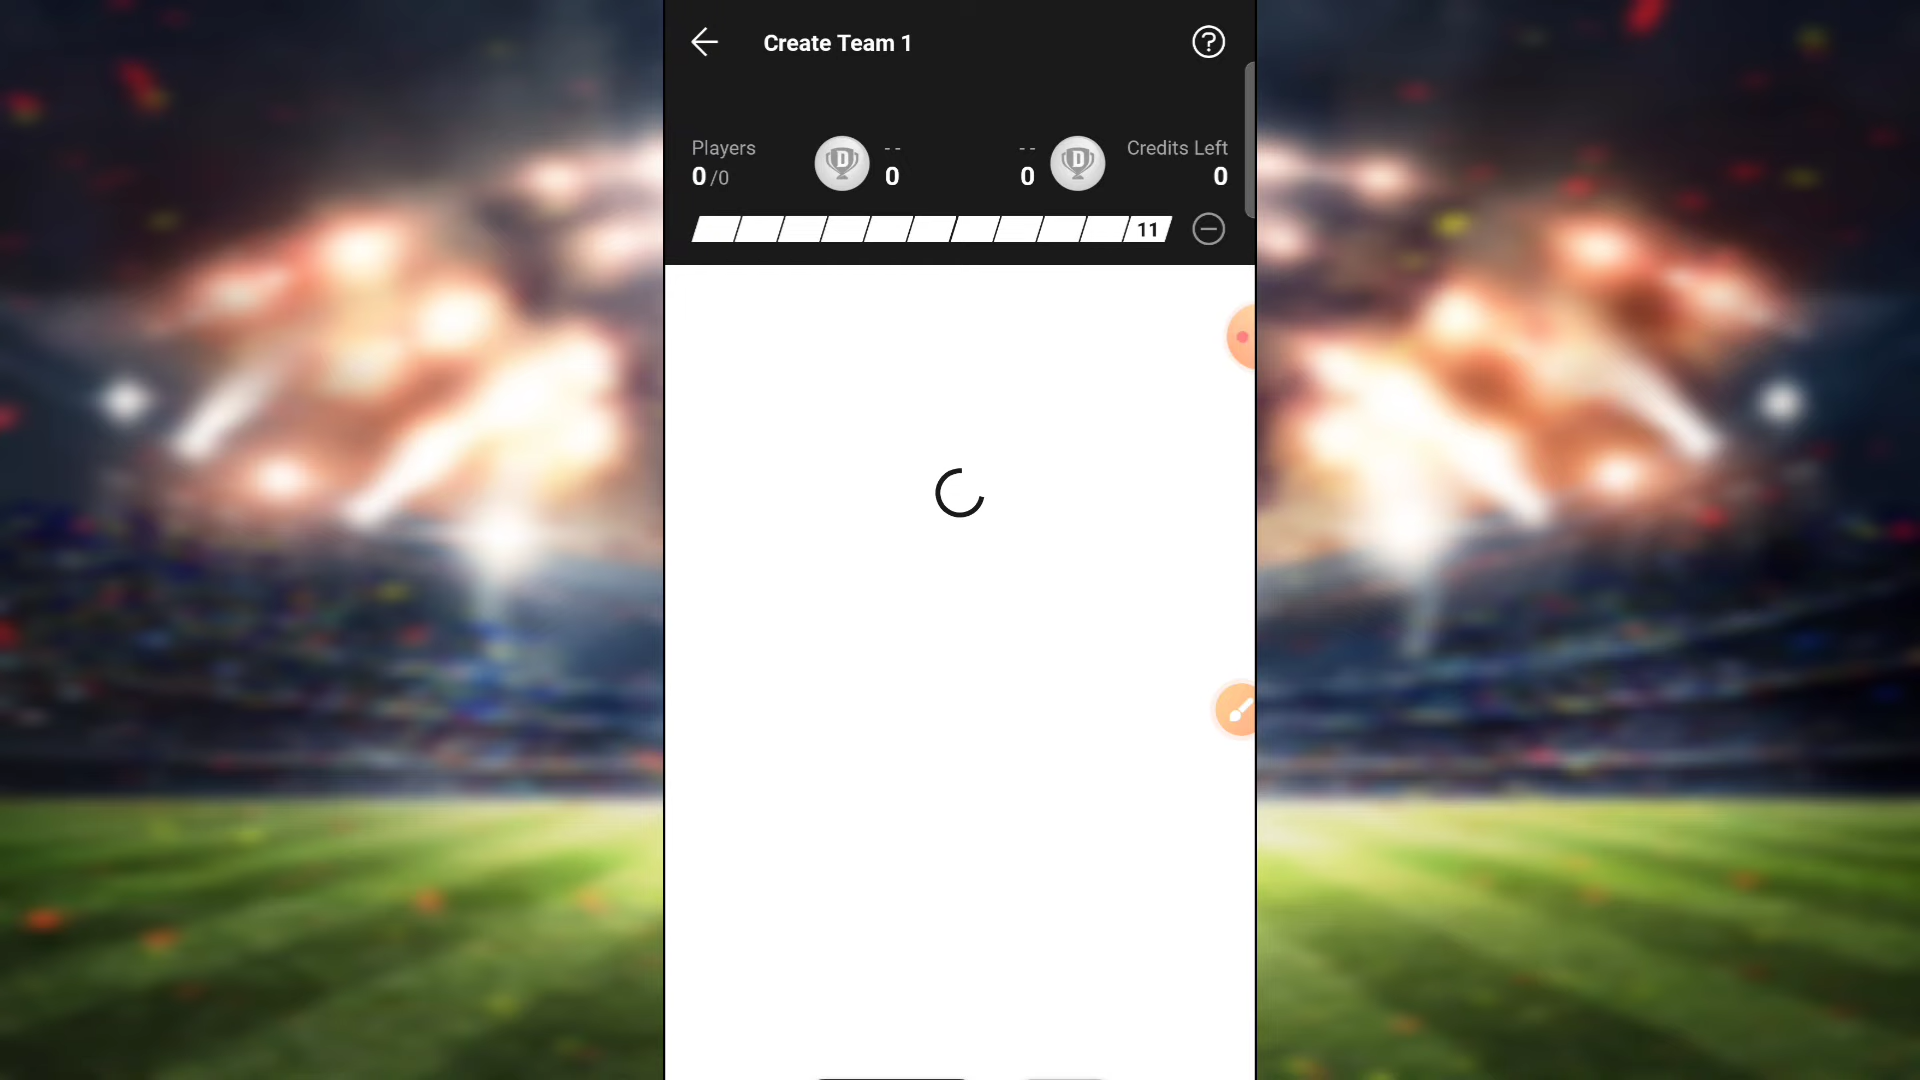 Create Team 1
?
Players
0 /0
D
- -
0
- -
0
D
Credits Left
0
11